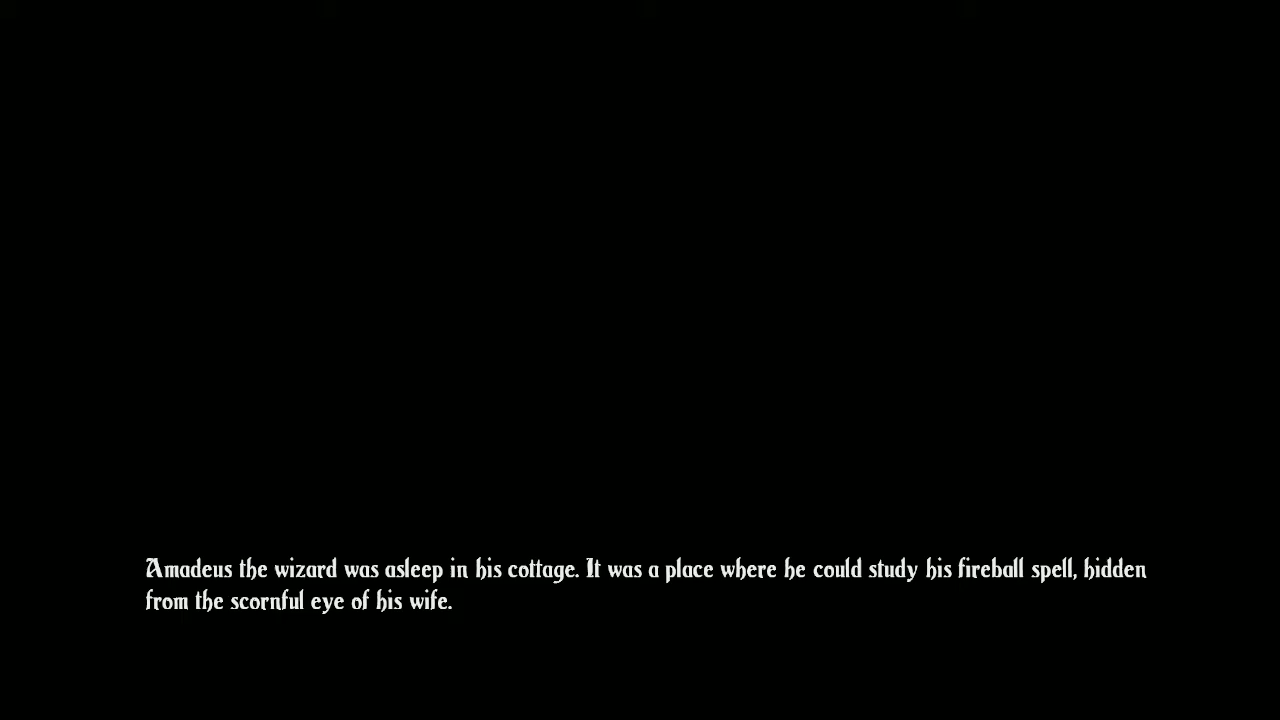 Amadeus the wizard was asleep in his cottage. It was a place where he could study his fireball spell, hidden
from the scornful eye of his wife.